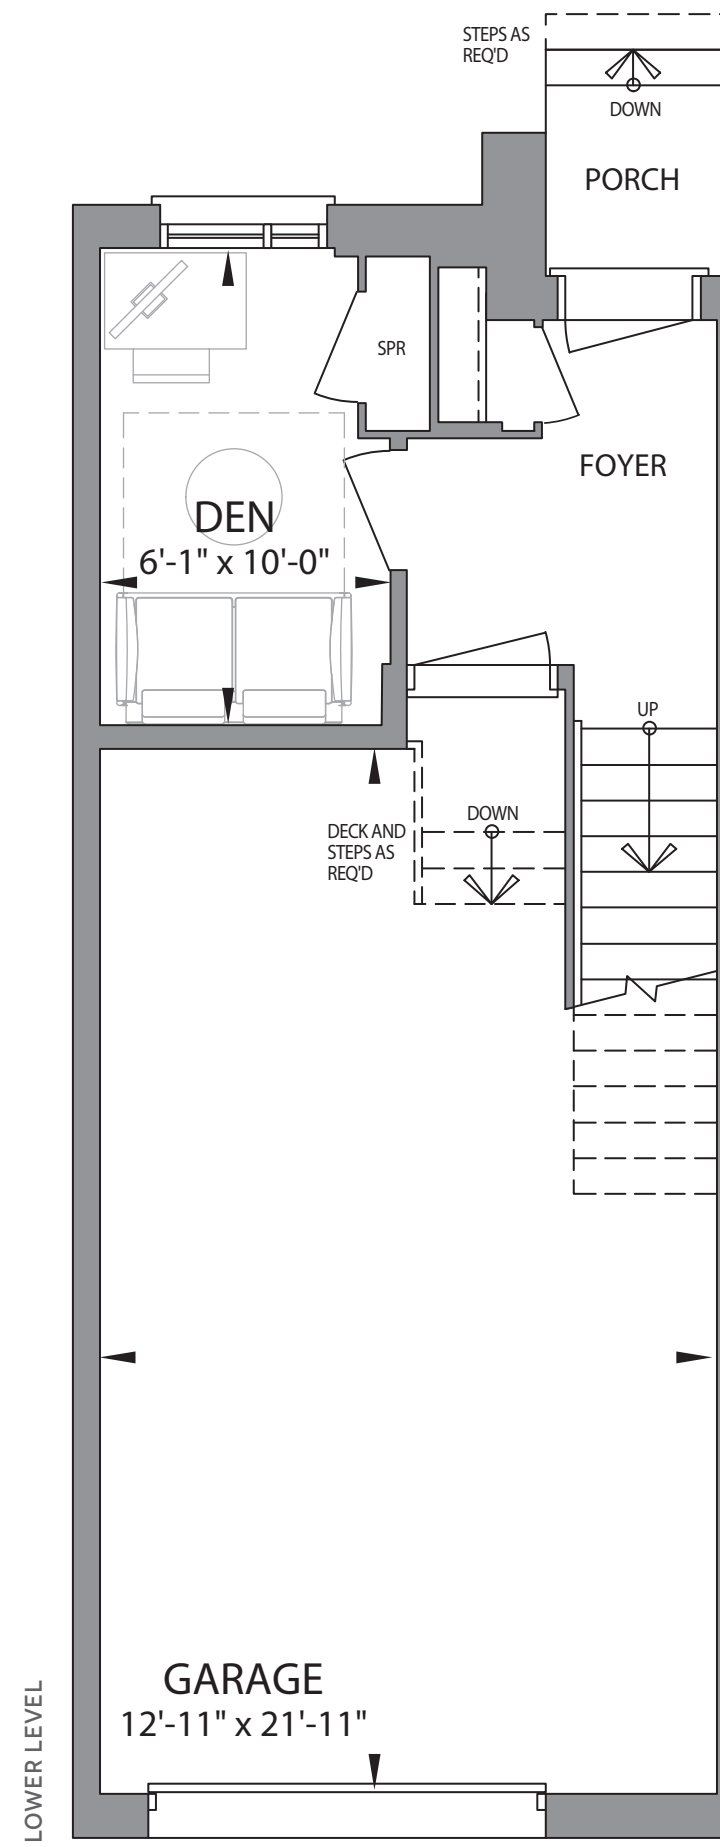 STEPS AS
REQ'D
DOWN
PORCH
SPR
FOYER
DEN
6'-1" x 10'-0"
UP
DOWN
DECK AND
STEPS AS
REQ'D
GARAGE
12'-11" x 21'-11"
LOWER LEVEL